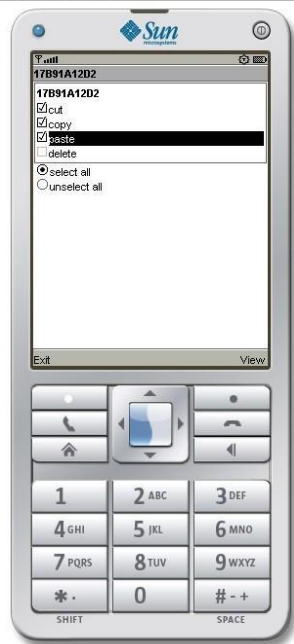 Sun
microsystems
17B91A12D2
17B91A12D2
cut
copy
paste
delete
select all
unselect all
Exit View
1 2 ABC 3 DEF
4 GHI 5 JKL 6 MNO
7 PQRS 8 TUV 9 WXYZ
* . 0 # - +
SHIFT SPACE